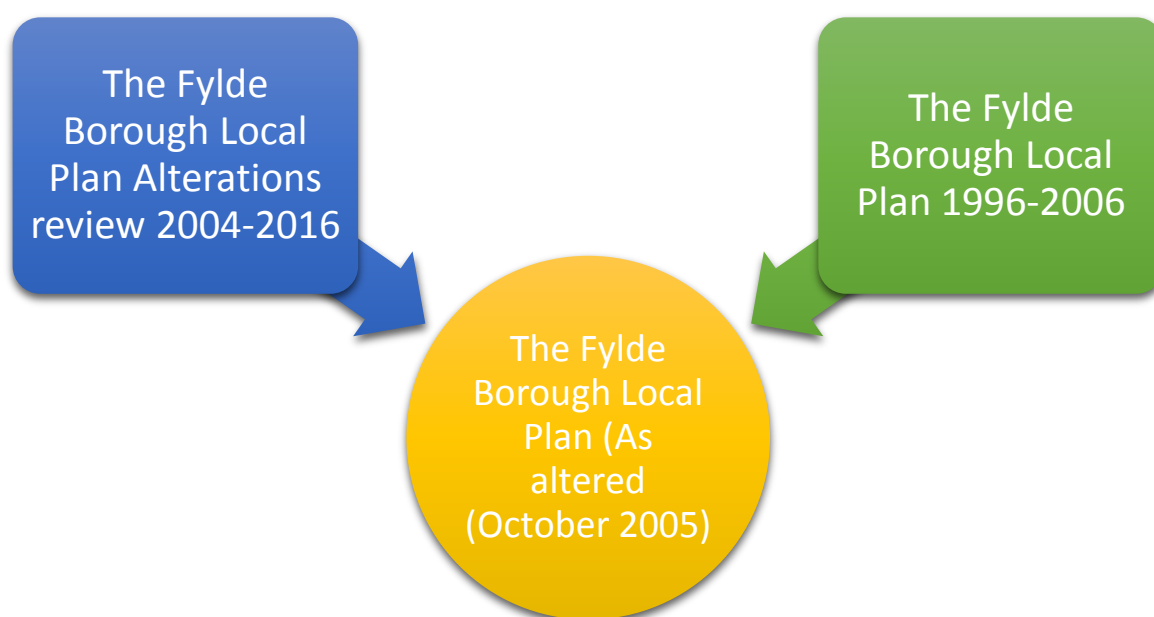 The Fylde
Borough Local
Plan Alterations
review 2004-2016
The Fylde
Borough Local
Plan 1996-2006
The Fylde
Borough Local
Plan (As
altered
(October 2005)